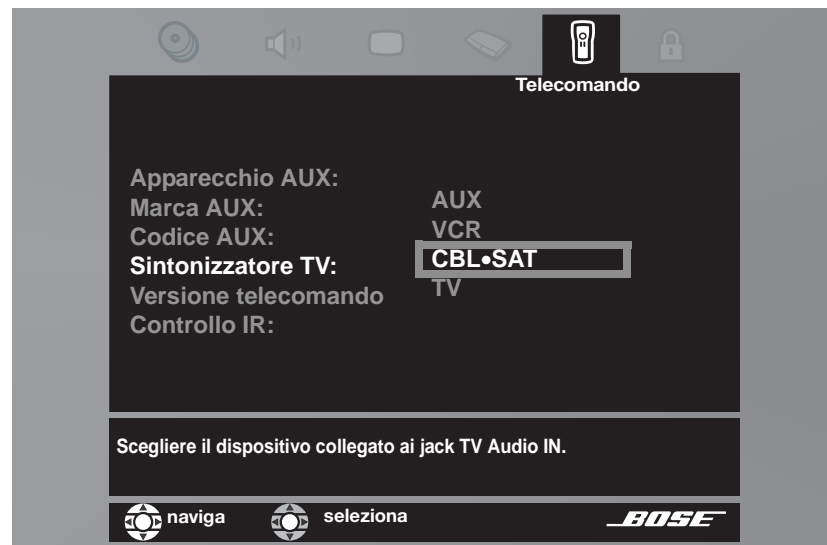 Telecomando
Apparecchio AUX:
Marca AUX:
Codice AUX:
Sintonizzatore TV:
Versione telecomando
Controllo IR:
AUX
VCR
CBL•SAT
TV
Scegliere il dispositivo collegato ai jack TV Audio IN.
naviga seleziona BOSE